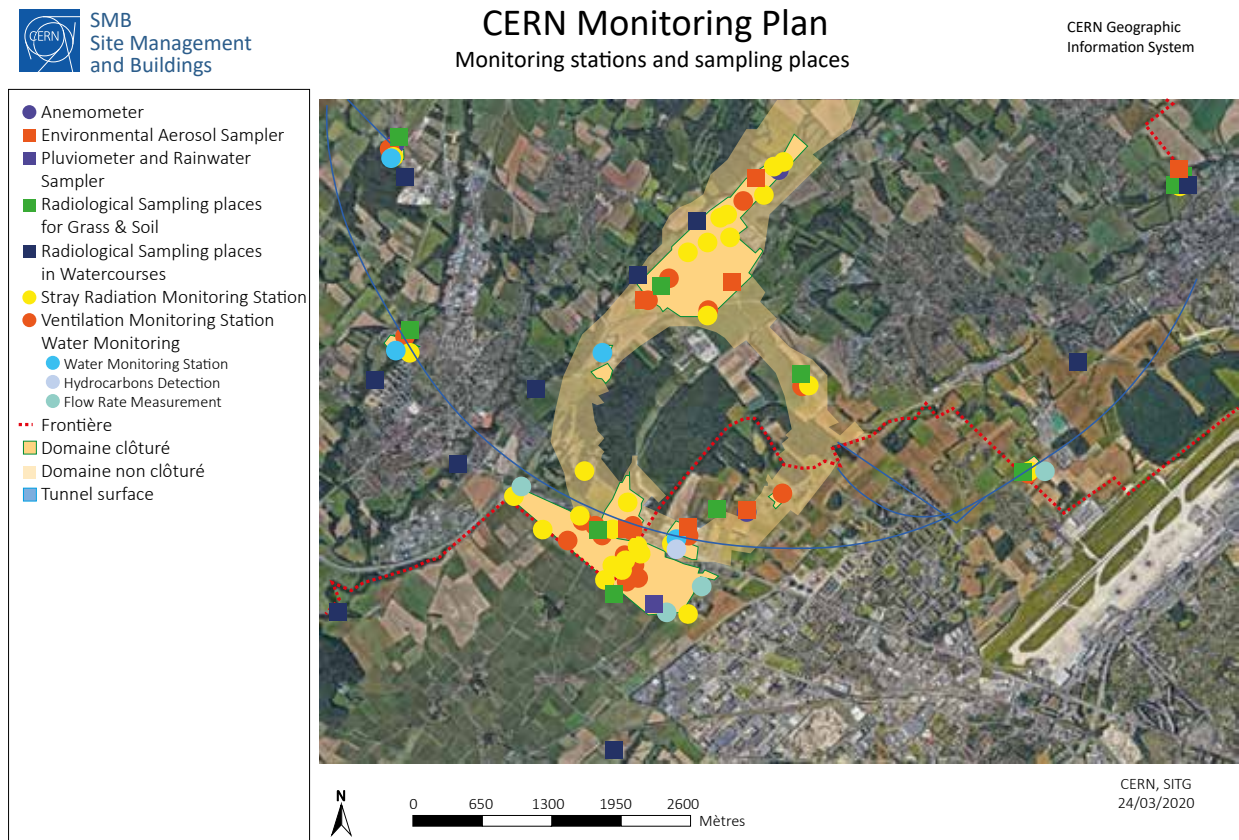 CERN
SMB
Site Management
and Buildings
CERN Monitoring Plan
Monitoring stations and sampling places
CERN Geographic
Information System
Anemometer
Environmental Aerosol Sampler
Pluviometer and Rainwater
Sampler
Radiological Sampling places
for Grass & Soil
Radiological Sampling places
in Watercourses
Stray Radiation Monitoring Station
Ventilation Monitoring Station
Water Monitoring
Water Monitoring Station
Hydrocarbons Detection
Flow Rate Measurement
Frontière
Domaine clôturé
Domaine non clôturé
Tunnel surface
N
0 650 1300 1950 2600
Mètres
CERN, SITG
24/03/2020